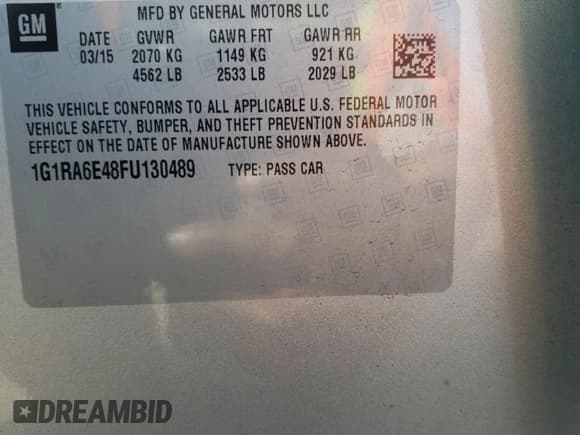 GM
MFD BY GENERAL MOTORS LLC
DATE GVWR GAWR FRT GAWR RR
03/15 2070 KG 1149 KG 921 KG
4562 LB 2533 LB 2029 LB
THIS VEHICLE CONFORMS TO ALL APPLICABLE U.S. FEDERAL MOTOR
VEHICLE SAFETY, BUMPER, AND THEFT PREVENTION STANDARDS IN
EFFECT ON THE DATE OF MANUFACTURE SHOWN ABOVE.
1G1RA6E48FU130489 TYPE: PASS CAR
DREAMBID